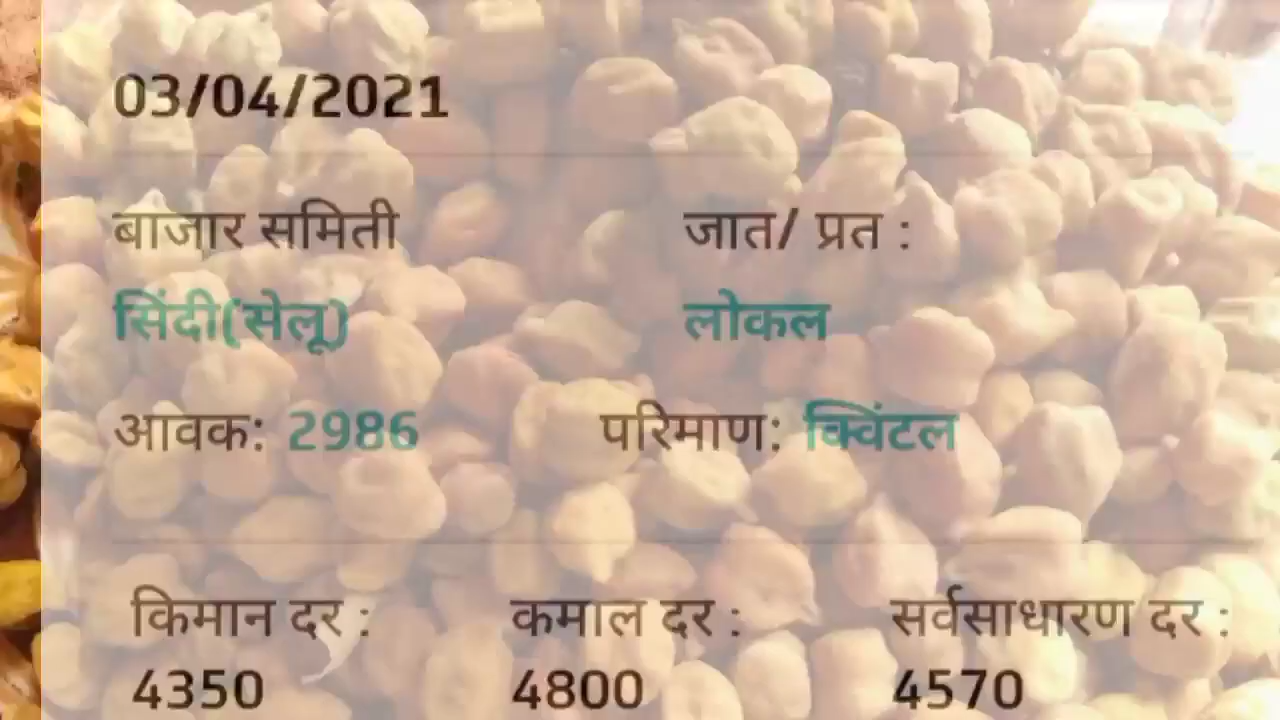 03/04/2021
बाजार समिती जात/ प्रत :
सिंदी(सेलू) लोकल
आवक: 2986 परिमाण: क्विंटल
किमान दर : कमाल दर : सर्वसाधारण दर :
4350 4800 4570